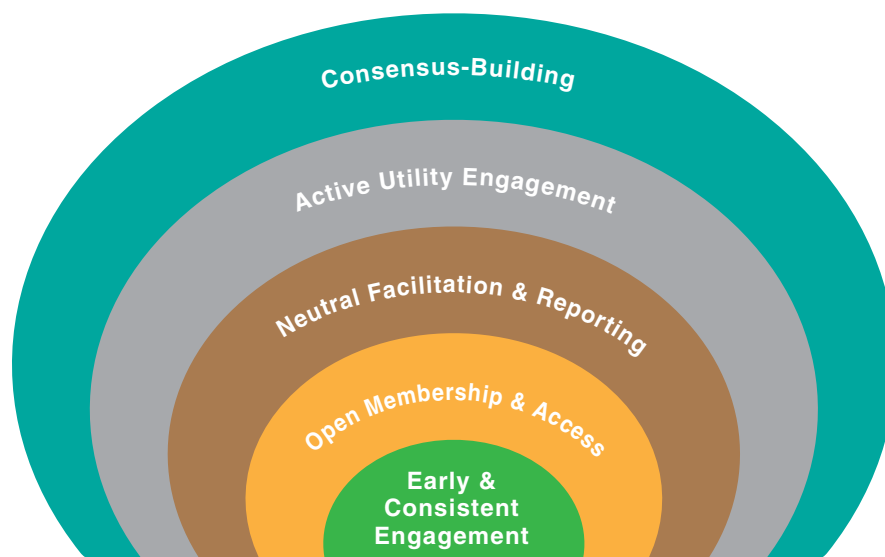 Consensus-Building
Active Utility Engagement
Neutral Facilitation & Reporting
Open Membership & Access
Early &
Consistent
Engagement